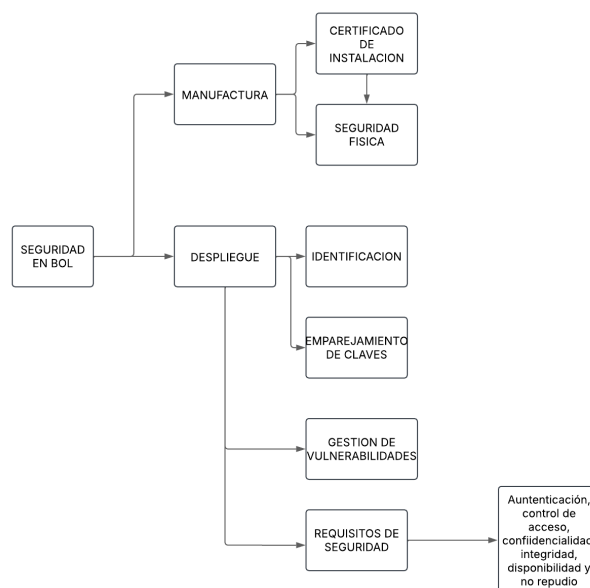 CERTIFICADO
DE
INSTALACION
MANUFACTURA
SEGURIDAD
FISICA
SEGURIDAD
EN BOL
DESPLIEGUE
IDENTIFICACION
EMPAREJAMIENTO
DE CLAVES
GESTION DE
VULNERABILIDADES
REQUISITOS DE
SEGURIDAD
Auntenticación,
control de
acceso,
confiidencialidad
integridad,
disponibilidad y
no repudio